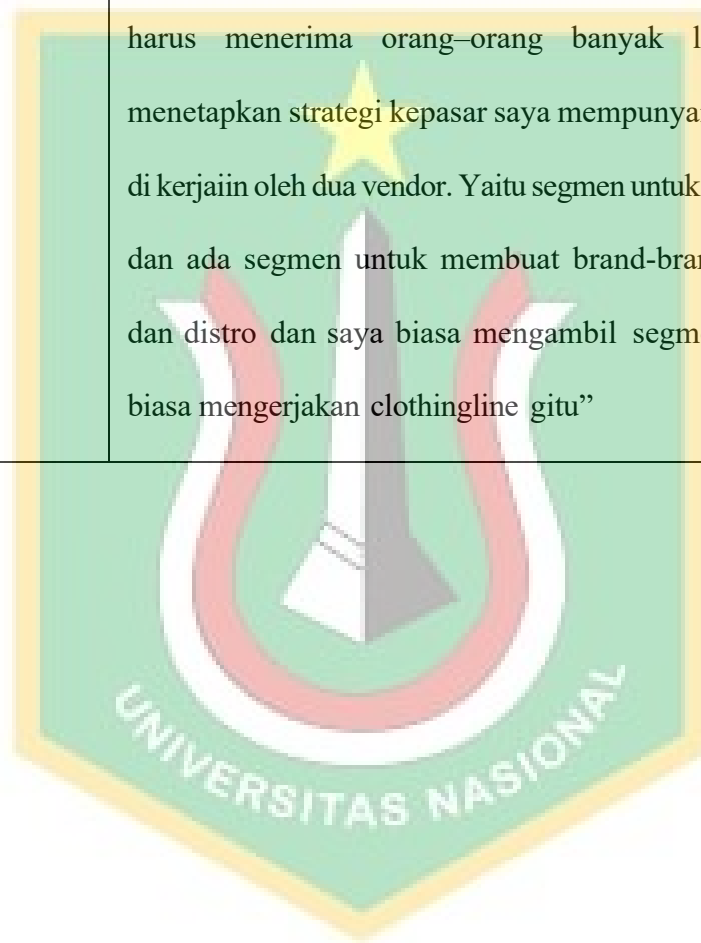 harus menerima orang–orang banyak
menetapkan strategi kepasar saya
di kerjaiin oleh dua vendor. Yaitu segmen untuk
dan ada segmen untuk membuat
dan distro dan saya biasa mengambil
biasa mengerjakan clothingline gitu”
UNIVERSITAS NASIONAL